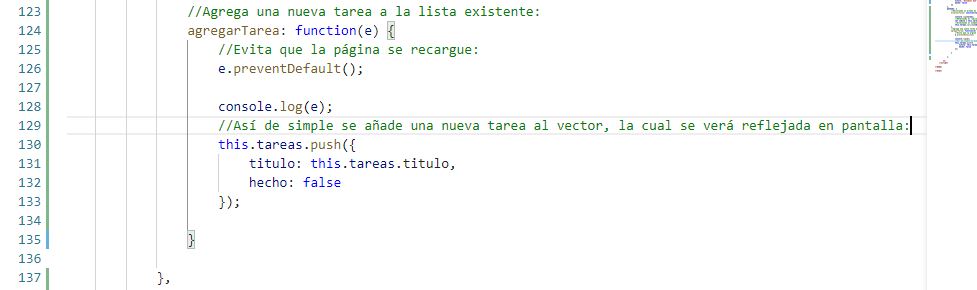 123 //Agrega una nueva tarea a la lista existente:
124 agregarTarea: function(e) {
125 //Evita que la página se recargue:
126 e.preventDefault();
127
128 console.log(e);
129 //Así de simple se añade una nueva tarea al vector, la cual se verá reflejada en pantalla:
130 this.tareas.push({
131 titulo: this.tareas.titulo,
132 hecho: false
133 });
134
135 }
136
137 },